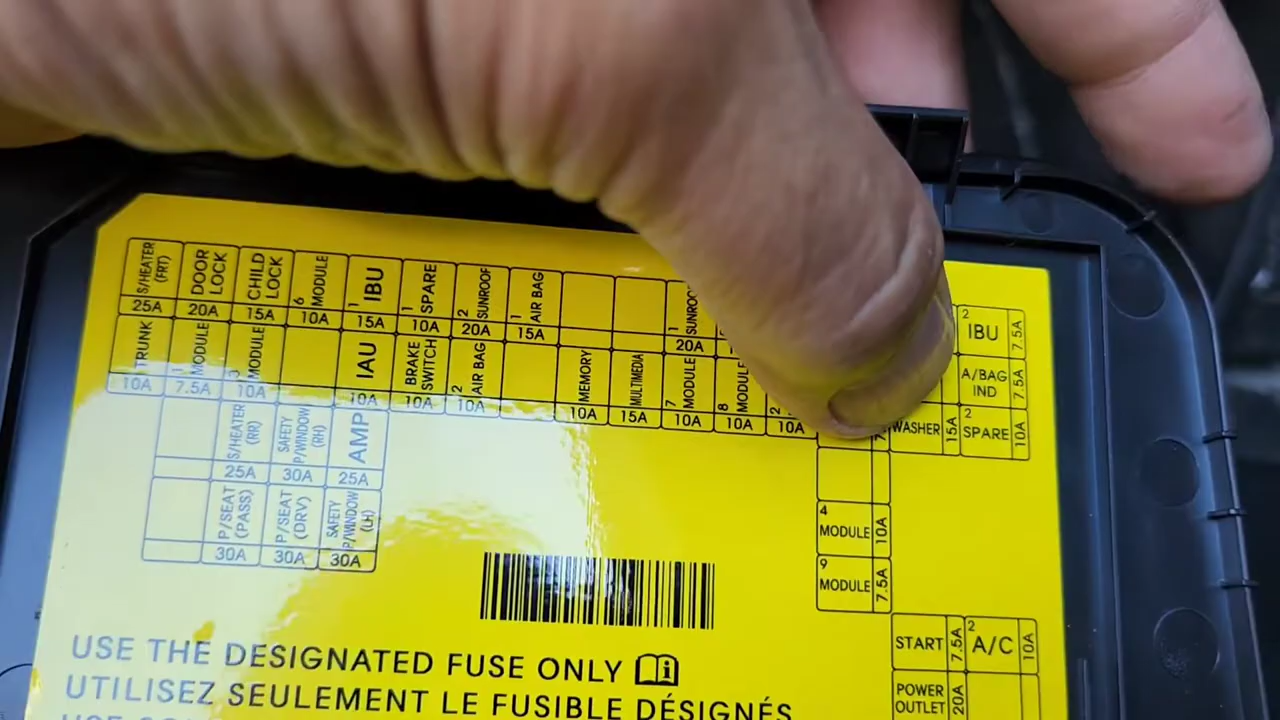 S/HEATER (FRT) 25A
DOOR LOCK 20A
CHILD LOCK 15A
6 MODULE 10A
1 IBU 15A
1 SPARE 10A
2 SUNROOF 20A
1 AIR BAG 15A
1 20A
2 IBU 7.5A
TRUNK 10A
1 MODULE 7.5A
3 MODULE 10A
IAU 10A
BRAKE SWITCH 10A
2 AIR BAG 10A
MEMORY 10A
MULTIMEDIA 15A
7 MODULE 10A
8 MODULE 10A
2 10A
A/BAG IND 7.5A
WASHER 15A
2 SPARE 10A
S/HEATER (RR) 25A
SAFETY P/WINDOW (RH) 30A
AMP 25A
P/SEAT (PASS) 30A
P/SEAT (DRV) 30A
SAFETY P/WINDOW (LH) 30A
4 MODULE 10A
9 MODULE 7.5A
START 7.5A
2 A/C 10A
POWER OUTLET 20A
USE THE DESIGNATED FUSE ONLY
UTILISEZ SEULEMENT LE FUSIBLE DÉSIGNÉS